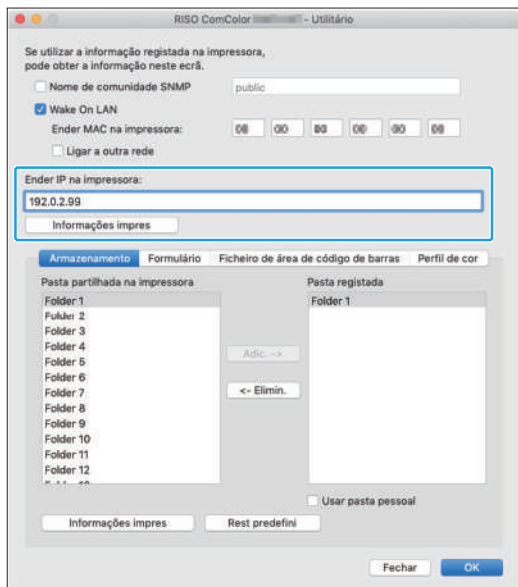 RISO ComColor - Utilitário
Se utilizar a informação registada na impressora,
pode obter a informação neste ecrã.
Nome de comunidade SNMP public
Wake On LAN
Ender MAC na impressora:
Ligar a outra rede
Ender IP na impressora:
192.0.2.99
Informações impres
Armazenamento Formulário Ficheiro de área de código de barras Perfil de cor
Pasta partilhada na impressora Pasta registada
Folder 1 Folder 1
Folder 2
Folder 3
Folder 4 Adic. ->
Folder 5
Folder 6
Folder 7 <- Elimin.
Folder 8
Folder 9
Folder 10
Folder 11
Folder 12
Usar pasta pessoal
Informações impres Rest predefini
Fechar OK